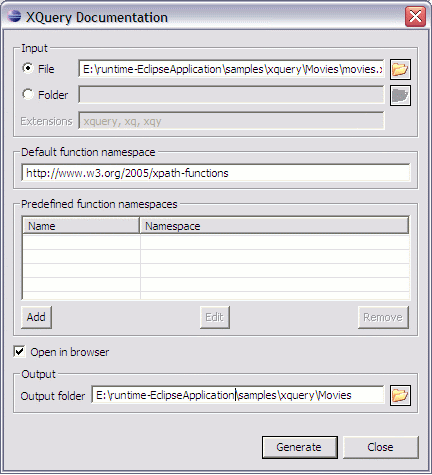 XQuery Documentation
Input
File E:\runtime-EclipseApplication\samples\xquery\Movies\movies.x
Folder
Extensions xquery, xq, xqy
Default function namespace
http://www.w3.org/2005/xpath-functions
Predefined function namespaces
Name Namespace
Add Edit Remove
Open in browser
Output
Output folder E:\runtime-EclipseApplication\samples\xquery\Movies
Generate Close